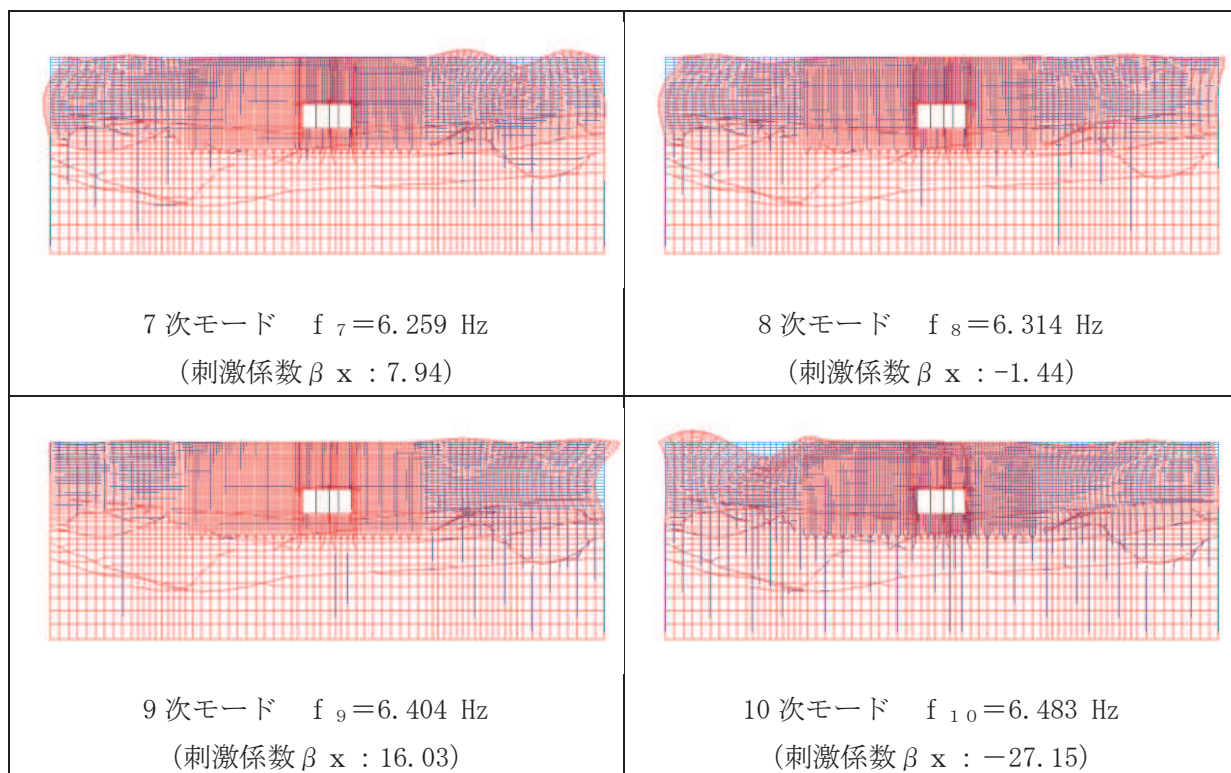 7 次モード f ₇＝6.259 Hz
(刺激係数β x : 7.94)
8 次モード f ₈＝6.314 Hz
(刺激係数β x : -1.44)
9 次モード f ₉＝6.404 Hz
(刺激係数β x : 16.03)
10 次モード f ₁₀＝6.483 Hz
(刺激係数β x : －27.15)